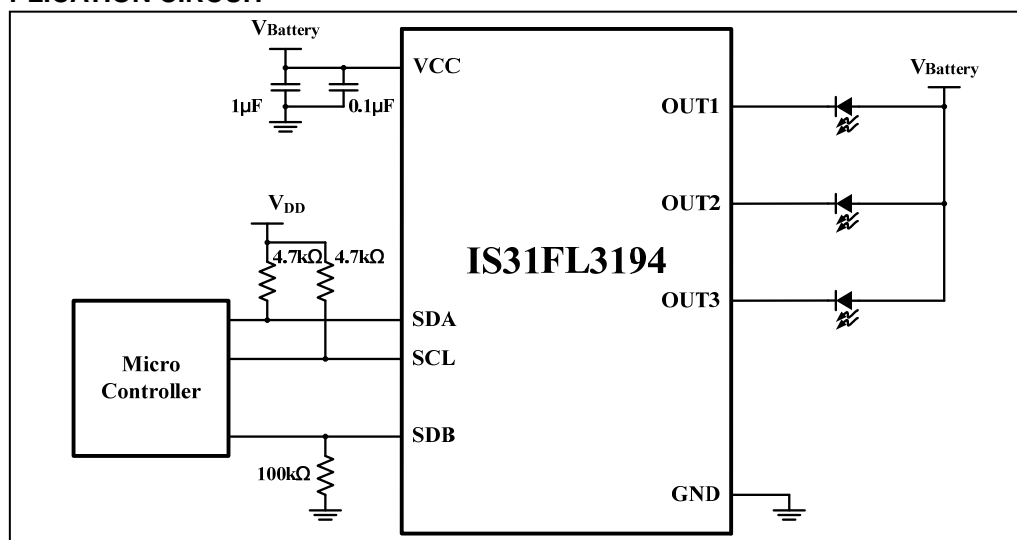 PLICATION CIRCUIT
VBattery
1µF
0.1µF
VCC
OUT1
OUT2
OUT3
VBattery
VDD
4.7kΩ
4.7kΩ
IS31FL3194
SDA
SCL
SDB
Micro
Controller
100kΩ
GND